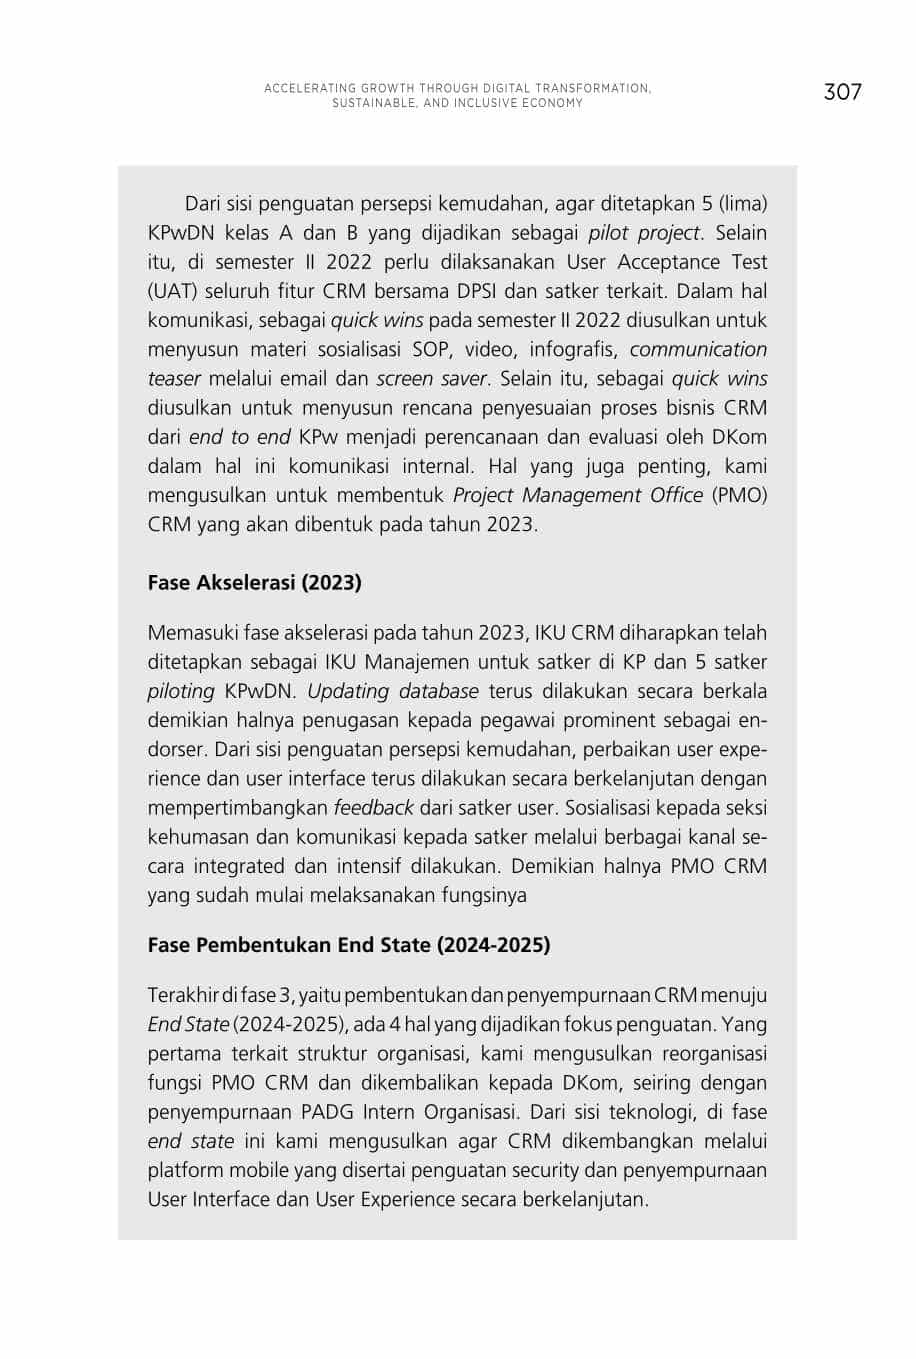 ACCELERATING GROWTH THROUGH DIGITAL TRANSFORMATION,
SUSTAINABLE, AND INCLUSIVE ECONOMY
307
Dari sisi penguatan persepsi kemudahan, agar ditetapkan 5 (lima)
KPwDN kelas A dan B yang dijadikan sebagai pilot project. Selain
itu, di semester II 2022 perlu dilaksanakan User Acceptance Test
(UAT) seluruh fitur CRM bersama DPSI dan satker terkait. Dalam hal
komunikasi, sebagai quick wins pada semester II 2022 diusulkan untuk
menyusun materi sosialisasi SOP, video, infografis, communication
teaser melalui email dan screen saver. Selain itu, sebagai quick wins
diusulkan untuk menyusun rencana penyesuaian proses bisnis CRM
dari end to end KPw menjadi perencanaan dan evaluasi oleh DKom
dalam hal ini komunikasi internal. Hal yang juga penting, kami
mengusulkan untuk membentuk Project Management Office (PMO)
CRM yang akan dibentuk pada tahun 2023.
Fase Akselerasi (2023)
Memasuki fase akselerasi pada tahun 2023, IKU CRM diharapkan telah
ditetapkan sebagai IKU Manajemen untuk satker di KP dan 5 satker
piloting KPwDN. Updating database terus dilakukan secara berkala
demikian halnya penugasan kepada pegawai prominent sebagai en-
dorser. Dari sisi penguatan persepsi kemudahan, perbaikan user expe-
rience dan user interface terus dilakukan secara berkelanjutan dengan
mempertimbangkan feedback dari satker user. Sosialisasi kepada seksi
kehumasan dan komunikasi kepada satker melalui berbagai kanal se-
cara integrated dan intensif dilakukan. Demikian halnya PMO CRM
yang sudah mulai melaksanakan fungsinya
Fase Pembentukan End State (2024-2025)
Terakhir di fase 3, yaitu pembentukan dan penyempurnaan CRM menuju
End State (2024-2025), ada 4 hal yang dijadikan fokus penguatan. Yang
pertama terkait struktur organisasi, kami mengusulkan reorganisasi
fungsi PMO CRM dan dikembalikan kepada DKom, seiring dengan
penyempurnaan PADG Intern Organisasi. Dari sisi teknologi, di fase
end state ini kami mengusulkan agar CRM dikembangkan melalui
platform mobile yang disertai penguatan security dan penyempurnaan
User Interface dan User Experience secara berkelanjutan.